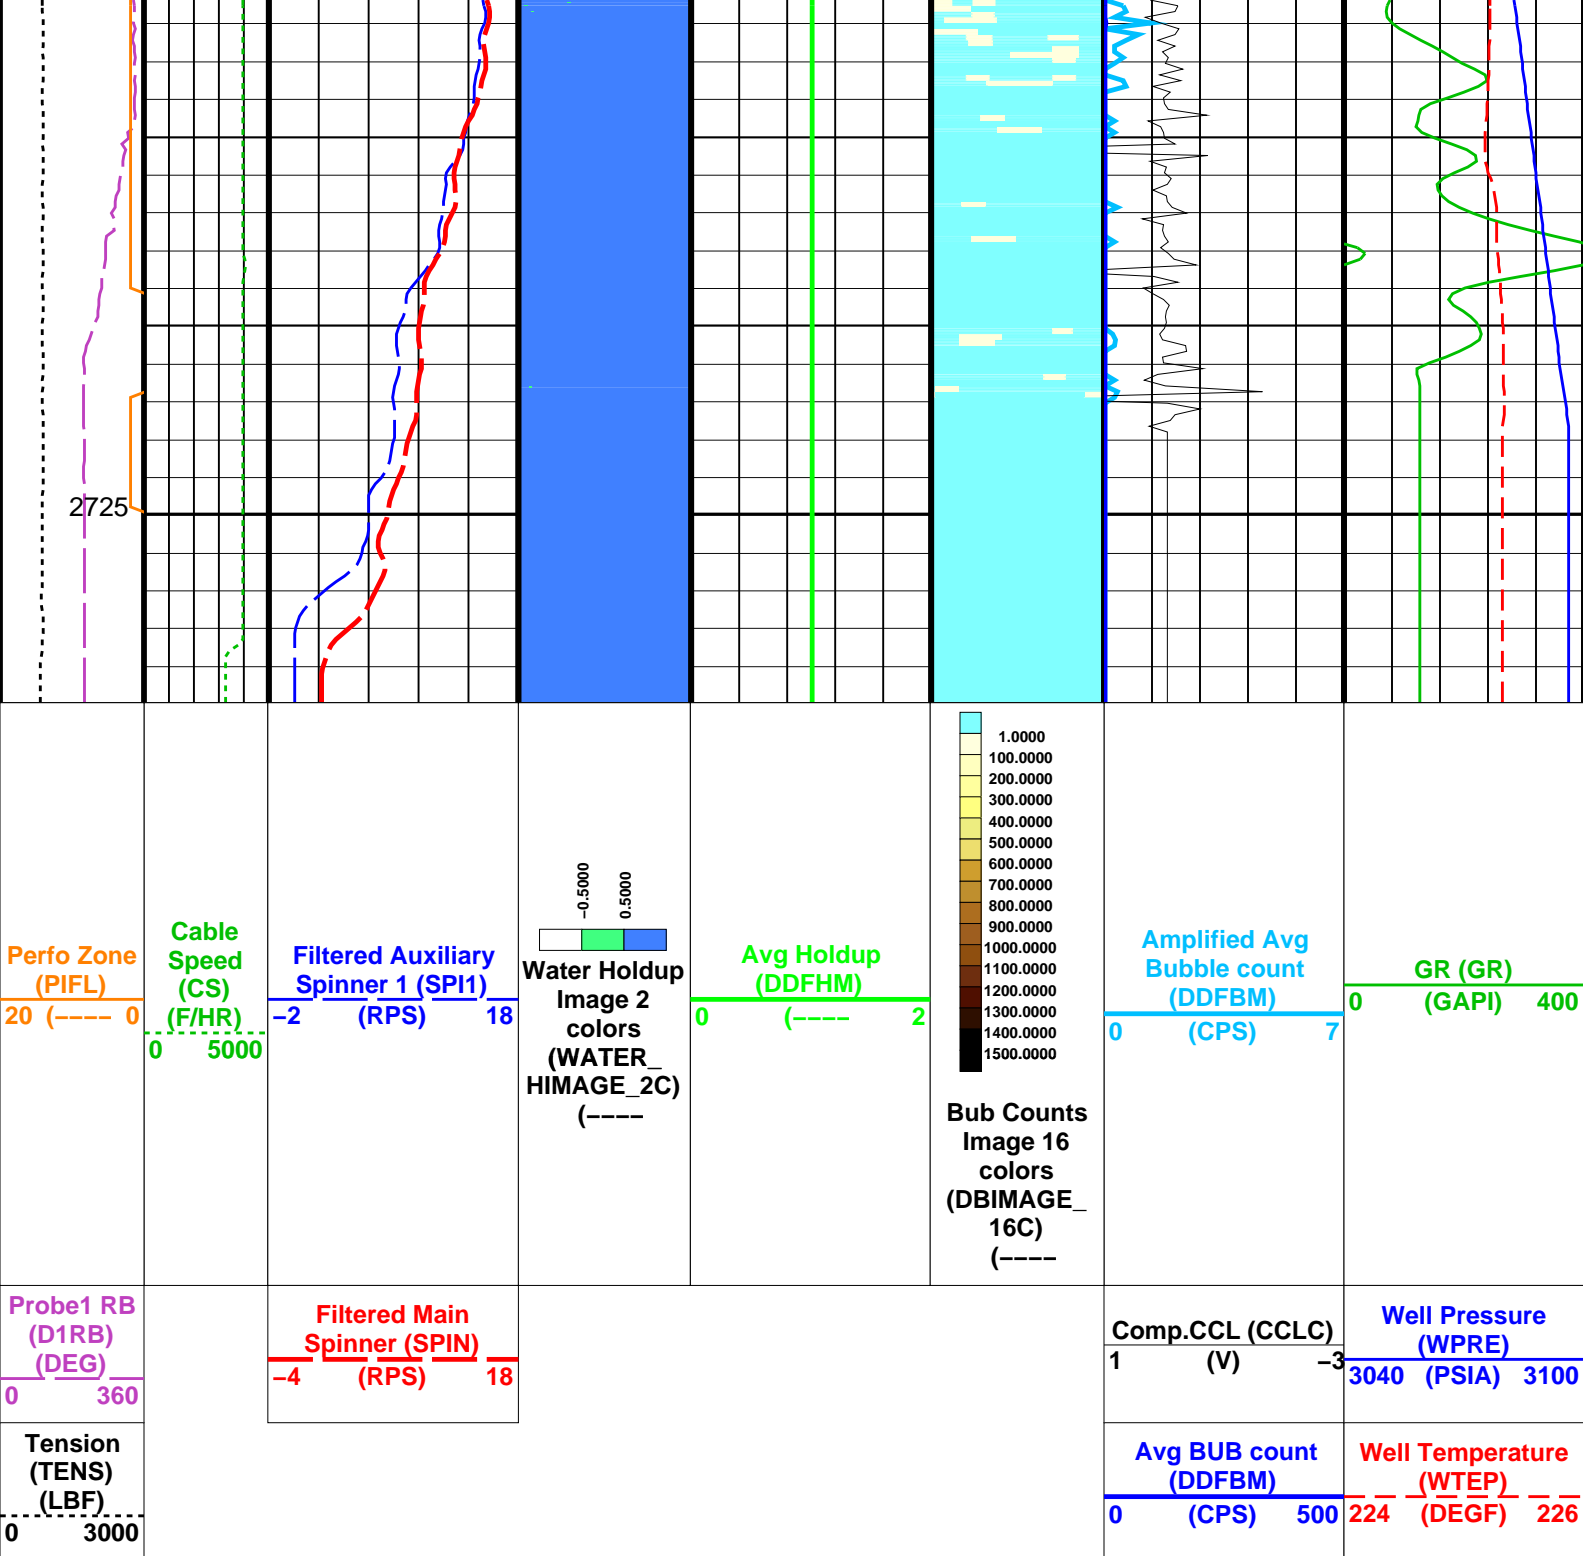 2725
Perfo Zone
(PIFL)
20 (–––– 0
Cable
Speed
(CS)
(F/HR)
0 5000
Filtered Auxiliary
Spinner 1 (SPI1)
–2 (RPS) 18
–0.5000
0.5000
Water Holdup
Image 2
colors
(WATER_
HIMAGE_2C)
(––––
Avg Holdup
(DDFHM)
0 (–––– 2
1.0000
100.0000
200.0000
300.0000
400.0000
500.0000
600.0000
700.0000
800.0000
900.0000
1000.0000
1100.0000
1200.0000
1300.0000
1400.0000
1500.0000
Bub Counts
Image 16
colors
(DBIMAGE_
16C)
(––––
Amplified Avg
Bubble count
(DDFBM)
0 (CPS) 7
GR (GR)
0 (GAPI) 400
Probe1 RB
(D1RB)
(DEG)
0 360
Filtered Main
Spinner (SPIN)
–4 (RPS) 18
Comp.CCL (CCLC)
1 (V) –3
Well Pressure
(WPRE)
3040 (PSIA) 3100
Tension
(TENS)
(LBF)
0 3000
Avg BUB count
(DDFBM)
0 (CPS) 500
Well Temperature
(WTEP)
224 (DEGF) 226